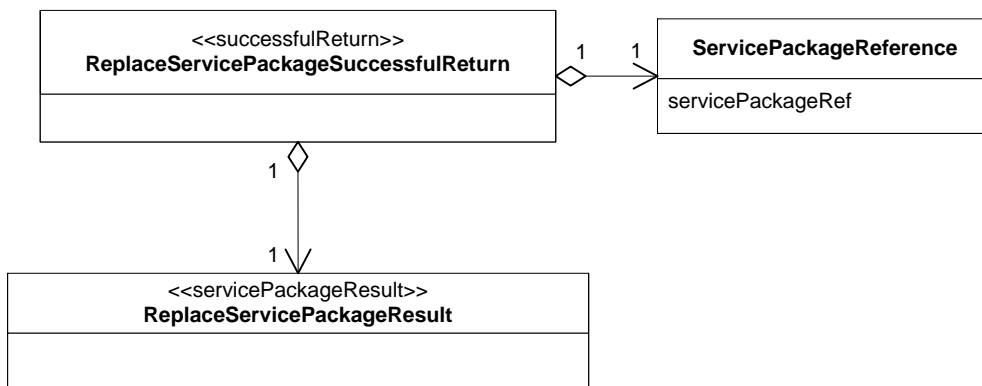 <<successfulReturn>>
ReplaceServicePackageSuccessfulReturn
1
1
ServicePackageReference
servicePackageRef
1
1
<<servicePackageResult>>
ReplaceServicePackageResult